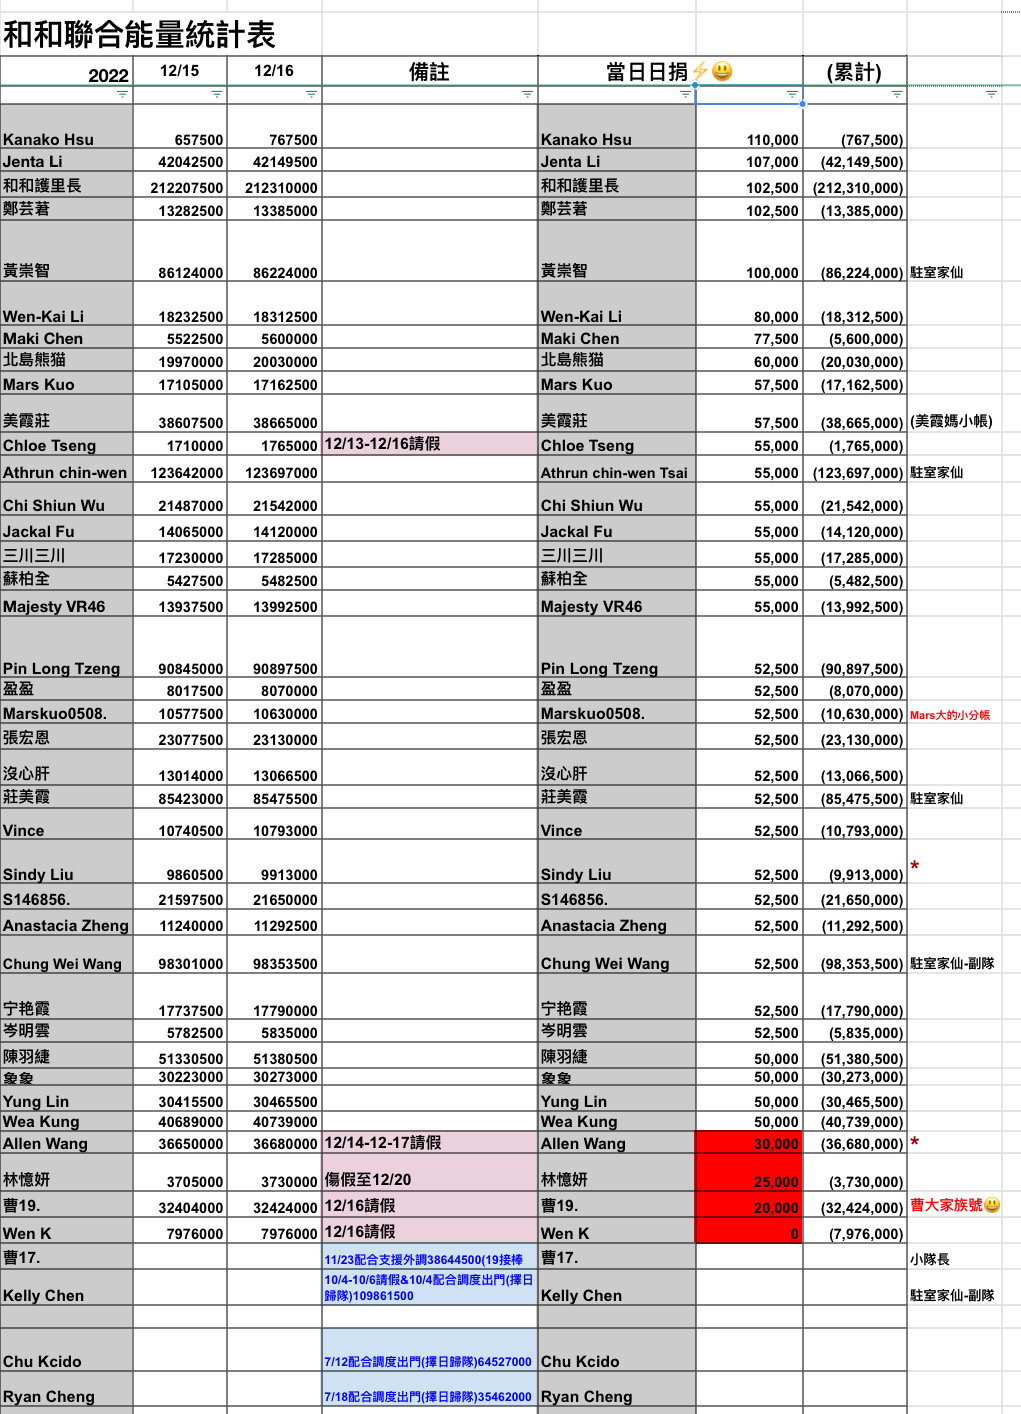 和和聯合能量統計表
2022 12/15 12/16 備註 當日日捐⚡😃 (累計)
Kanako Hsu 657500 767500 Kanako Hsu 110,000 (767,500)
Jenta Li 42042500 42149500 Jenta Li 107,000 (42,149,500)
和和護里長 212207500 212310000 和和護里長 102,500 (212,310,000)
鄭芸莙 13282500 13385000 鄭芸莙 102,500 (13,385,000)
黃崇智 86124000 86224000 黃崇智 100,000 (86,224,000) 駐室家仙
Wen-Kai Li 18232500 18312500 Wen-Kai Li 80,000 (18,312,500)
Maki Chen 5522500 5600000 Maki Chen 77,500 (5,600,000)
北島熊猫 19970000 20030000 北島熊猫 60,000 (20,030,000)
Mars Kuo 17105000 17162500 Mars Kuo 57,500 (17,162,500)
美霞莊 38607500 38665000 美霞莊 57,500 (38,665,000) (美霞媽小帳)
Chloe Tseng 1710000 1765000 12/13-12/16請假 Chloe Tseng 55,000 (1,765,000)
Athrun chin-wen 123642000 123697000 Athrun chin-wen Tsai 55,000 (123,697,000) 駐室家仙
Chi Shiun Wu 21487000 21542000 Chi Shiun Wu 55,000 (21,542,000)
Jackal Fu 14065000 14120000 Jackal Fu 55,000 (14,120,000)
三川三川 17230000 17285000 三川三川 55,000 (17,285,000)
蘇柏全 5427500 5482500 蘇柏全 55,000 (5,482,500)
Majesty VR46 13937500 13992500 Majesty VR46 55,000 (13,992,500)
Pin Long Tzeng 90845000 90897500 Pin Long Tzeng 52,500 (90,897,500)
盈盈 8017500 8070000 盈盈 52,500 (8,070,000)
Marskuo0508. 10577500 10630000 Marskuo0508. 52,500 (10,630,000) Mars大的小分帳
張宏恩 23077500 23130000 張宏恩 52,500 (23,130,000)
沒心肝 13014000 13066500 沒心肝 52,500 (13,066,500)
莊美霞 85423000 85475500 莊美霞 52,500 (85,475,500) 駐室家仙
Vince 10740500 10793000 Vince 52,500 (10,793,000)
Sindy Liu 9860500 9913000 Sindy Liu 52,500 (9,913,000) *
S146856. 21597500 21650000 S146856. 52,500 (21,650,000)
Anastacia Zheng 11240000 11292500 Anastacia Zheng 52,500 (11,292,500)
Chung Wei Wang 98301000 98353500 Chung Wei Wang 52,500 (98,353,500) 駐室家仙-副隊
宁艳霞 17737500 17790000 宁艳霞 52,500 (17,790,000)
岑明雲 5782500 5835000 岑明雲 52,500 (5,835,000)
陳羽緁 51330500 51380500 陳羽緁 50,000 (51,380,500)
象象 30223000 30273000 象象 50,000 (30,273,000)
Yung Lin 30415500 30465500 Yung Lin 50,000 (30,465,500)
Wea Kung 40689000 40739000 Wea Kung 50,000 (40,739,000)
Allen Wang 36650000 36680000 12/14-12-17請假 Allen Wang 30,000 (36,680,000) *
林憶妍 3705000 3730000 傷假至12/20 林憶妍 25,000 (3,730,000)
曹19. 32404000 32424000 12/16請假 曹19. 20,000 (32,424,000) 曹大家族號😃
Wen K 7976000 7976000 12/16請假 Wen K 0 (7,976,000)
曹17. 11/23配合支援外調38644500(19接棒 曹17. 小隊長
10/4-10/6請假&10/4配合調度出門(擇日
Kelly Chen 歸隊)109861500 Kelly Chen 駐室家仙-副隊
Chu Kcido 7/12配合調度出門(擇日歸隊)64527000 Chu Kcido
Ryan Cheng 7/18配合調度出門(擇日歸隊)35462000 Ryan Cheng